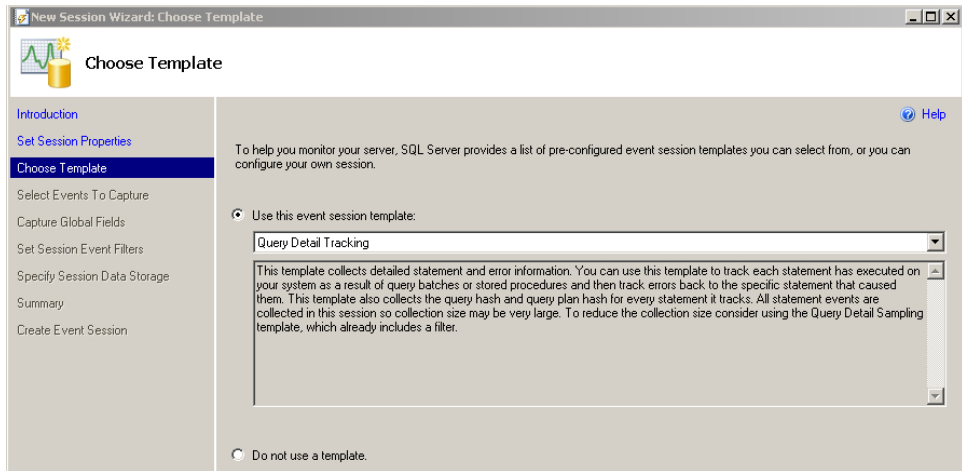 New Session Wizard: Choose Template
Choose Template
Introduction
Set Session Properties
Choose Template
Select Events To Capture
Capture Global Fields
Set Session Event Filters
Specify Session Data Storage
Summary
Create Event Session
Help
To help you monitor your server, SQL Server provides a list of pre-configured event session templates you can select from, or you can
configure your own session.
Use this event session template:
Query Detail Tracking
This template collects detailed statement and error information. You can use this template to track each statement has executed on
your system as a result of query batches or stored procedures and then track errors back to the specific statement that caused
them. This template also collects the query hash and query plan hash for every statement it tracks. All statement events are
collected in this session so collection size may be very large. To reduce the collection size consider using the Query Detail Sampling
template, which already includes a filter.
Do not use a template.